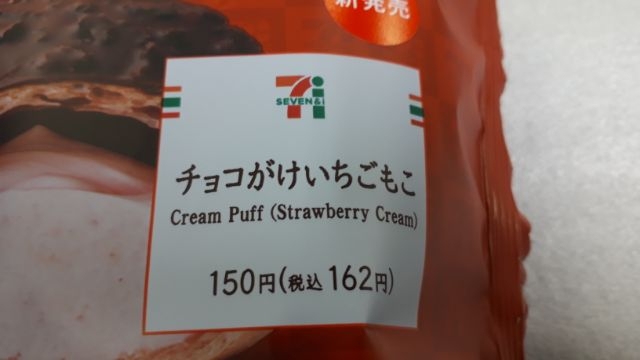 新発売
SEVEN&i
チョコがけいちごもこ
Cream Puff (Strawberry Cream)
150円(税込162円)